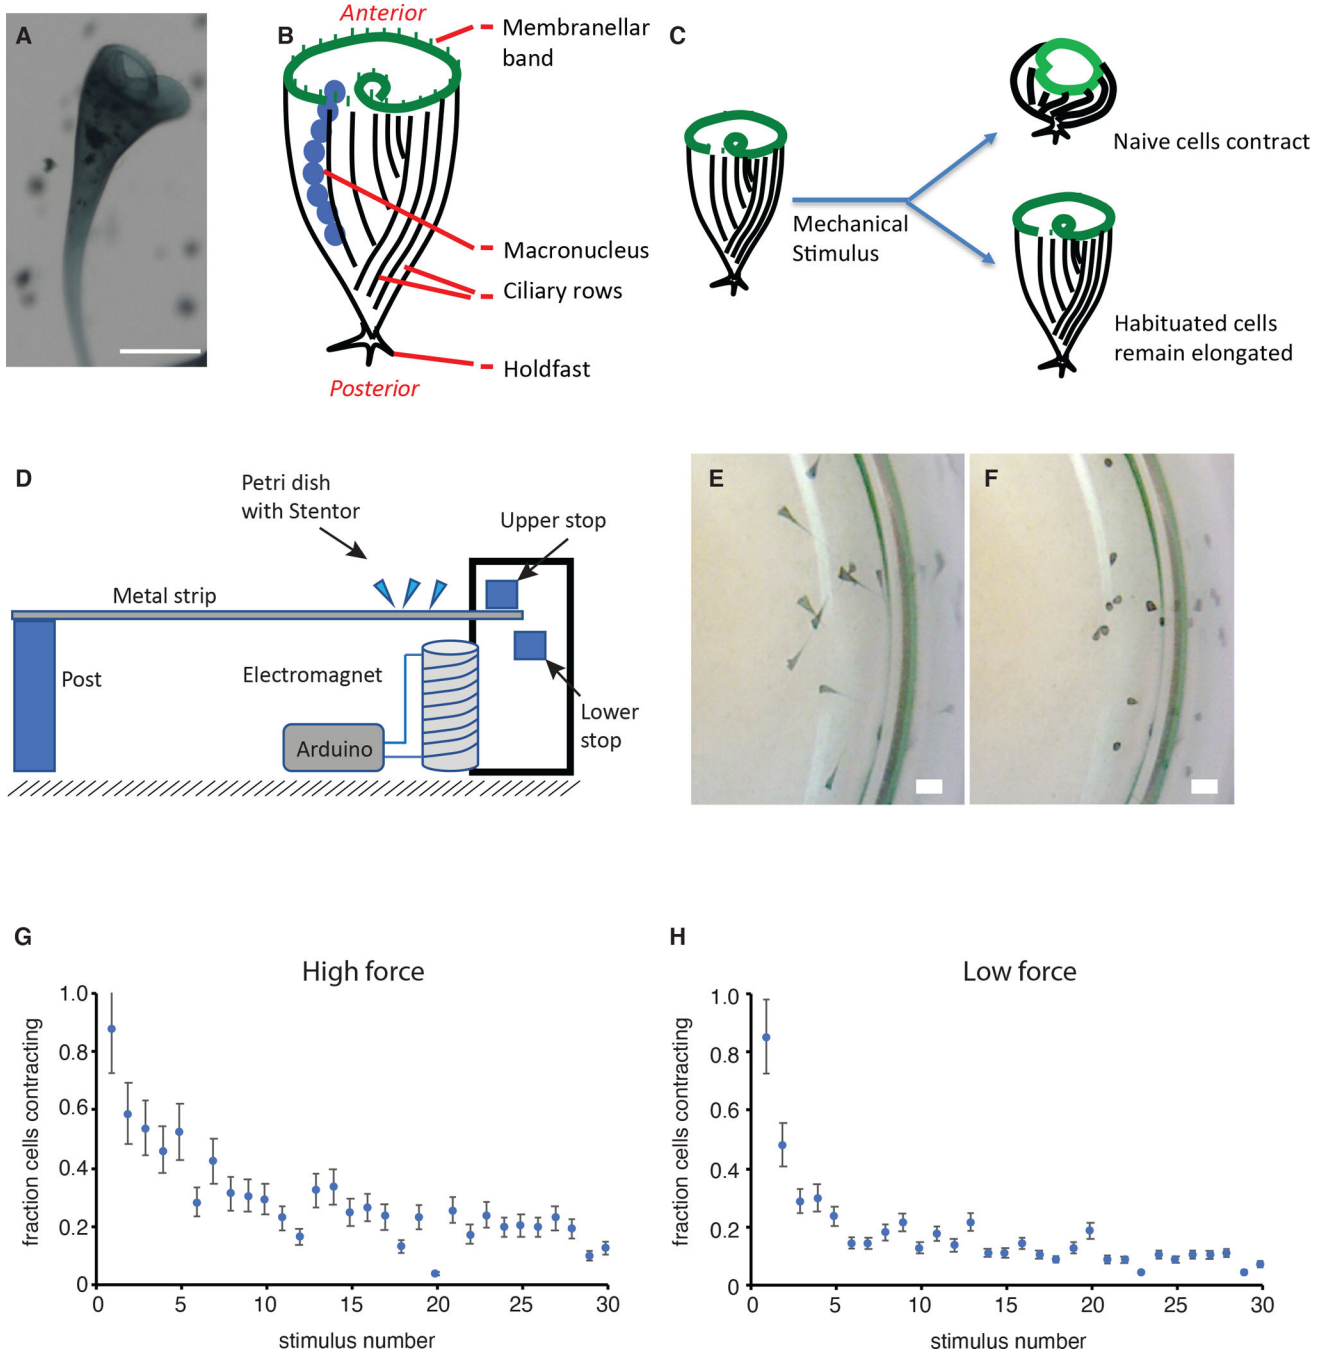 A
B
Anterior
Membranellar
band
Macronucleus
Ciliary rows
Holdfast
Posterior
C
Mechanical
Stimulus
Naive cells contract
Habituated cells
remain elongated
D
Petri dish
with Stentor
Upper stop
Metal strip
Post
Electromagnet
Arduino
Lower
stop
E
F
G
High force
fraction cells contracting
1.0
0.8
0.6
0.4
0.2
0
0 5 10 15 20 25 30
stimulus number
H
Low force
fraction cells contracting
1.0
0.8
0.6
0.4
0.2
0
0 5 10 15 20 25 30
stimulus number